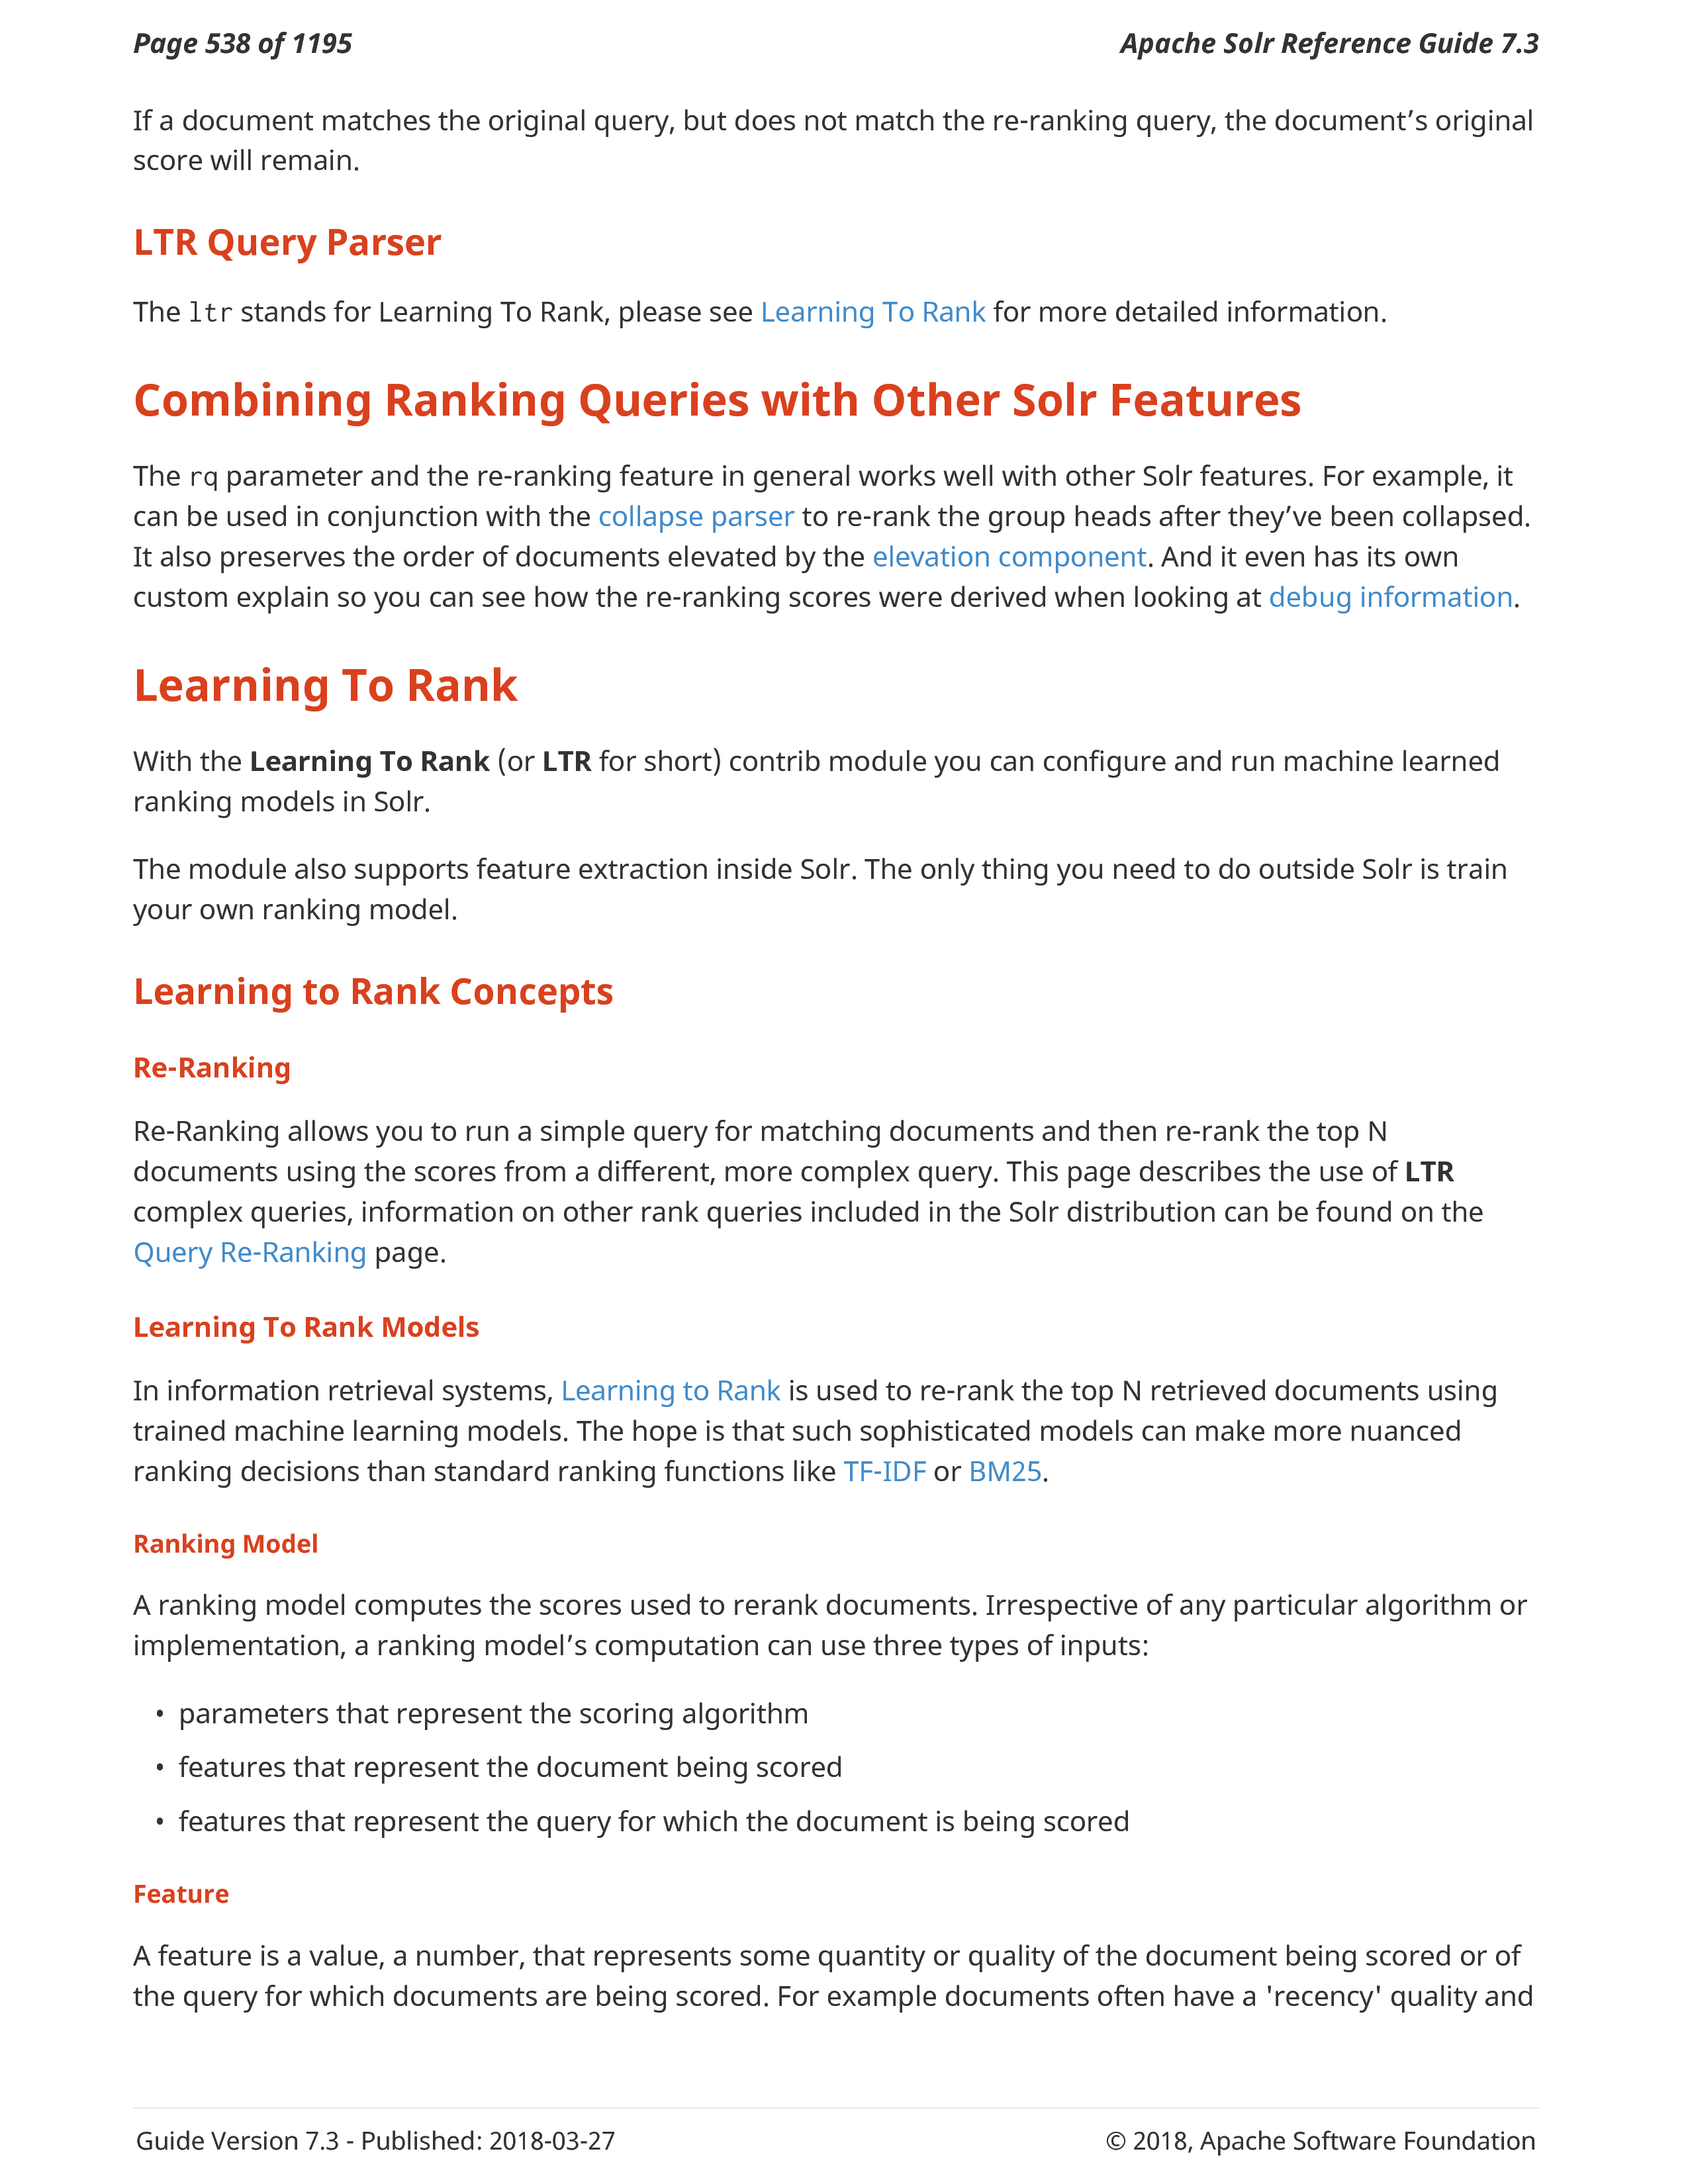 Page 538 of 1195
Apache Solr Reference Guide 7.3
If a document matches the original query, but does not match the re-ranking query, the document’s original
score will remain.
LTR Query Parser
The ltr stands for Learning To Rank, please see Learning To Rank for more detailed information.
Combining Ranking Queries with Other Solr Features
The rq parameter and the re-ranking feature in general works well with other Solr features. For example, it
can be used in conjunction with the collapse parser to re-rank the group heads after they’ve been collapsed.
It also preserves the order of documents elevated by the elevation component. And it even has its own
custom explain so you can see how the re-ranking scores were derived when looking at debug information.
Learning To Rank
With the Learning To Rank (or LTR for short) contrib module you can configure and run machine learned
ranking models in Solr.
The module also supports feature extraction inside Solr. The only thing you need to do outside Solr is train
your own ranking model.
Learning to Rank Concepts
Re-Ranking
Re-Ranking allows you to run a simple query for matching documents and then re-rank the top N
documents using the scores from a different, more complex query. This page describes the use of LTR
complex queries, information on other rank queries included in the Solr distribution can be found on the
Query Re-Ranking page.
Learning To Rank Models
In information retrieval systems, Learning to Rank is used to re-rank the top N retrieved documents using
trained machine learning models. The hope is that such sophisticated models can make more nuanced
ranking decisions than standard ranking functions like TF-IDF or BM25.
Ranking Model
A ranking model computes the scores used to rerank documents. Irrespective of any particular algorithm or
implementation, a ranking model’s computation can use three types of inputs:
• parameters that represent the scoring algorithm
• features that represent the document being scored
• features that represent the query for which the document is being scored
Feature
A feature is a value, a number, that represents some quantity or quality of the document being scored or of
the query for which documents are being scored. For example documents often have a 'recency' quality and
Guide Version 7.3 - Published: 2018-03-27
© 2018, Apache Software Foundation